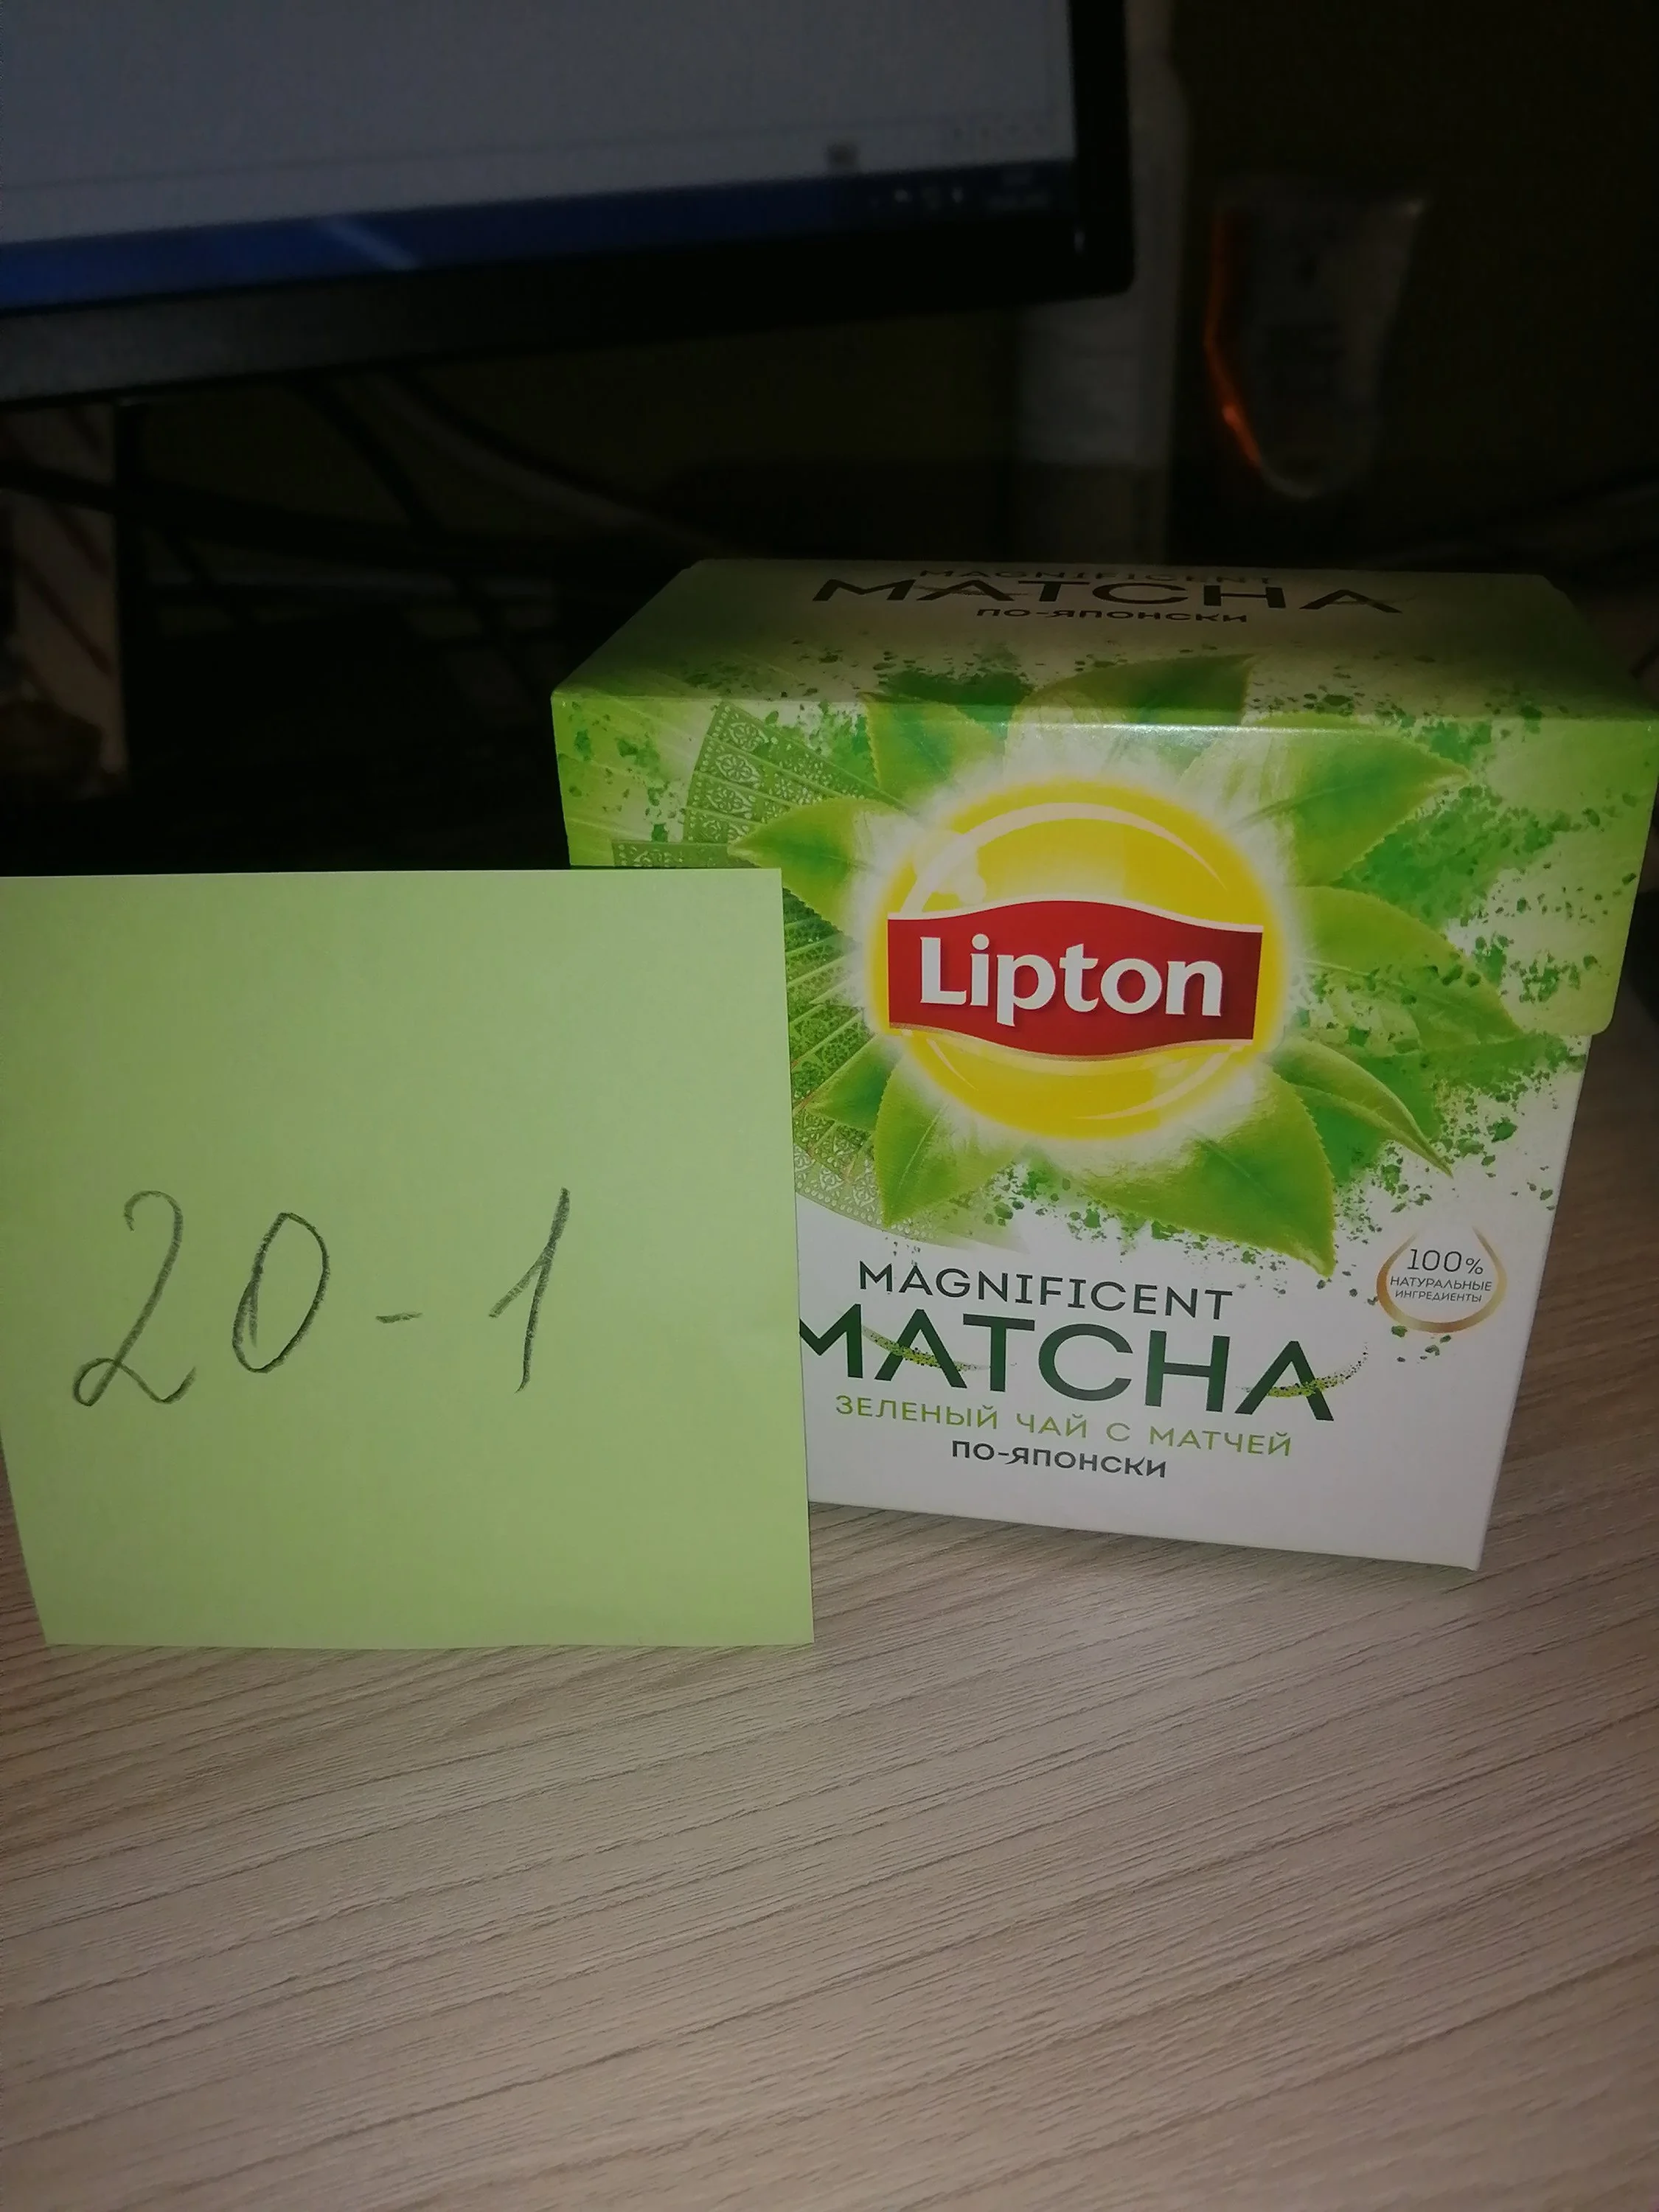 MAGNIFICENT
MATCHA
ПО-ЯПОНСКИ
Lipton
100%
НАТУРАЛЬНЫЕ
ИНГРЕДИЕНТЫ
MAGNIFICENT
MATCHA
ЗЕЛЕНЫЙ ЧАЙ С МАТЧЕЙ
ПО-ЯПОНСКИ
20-1